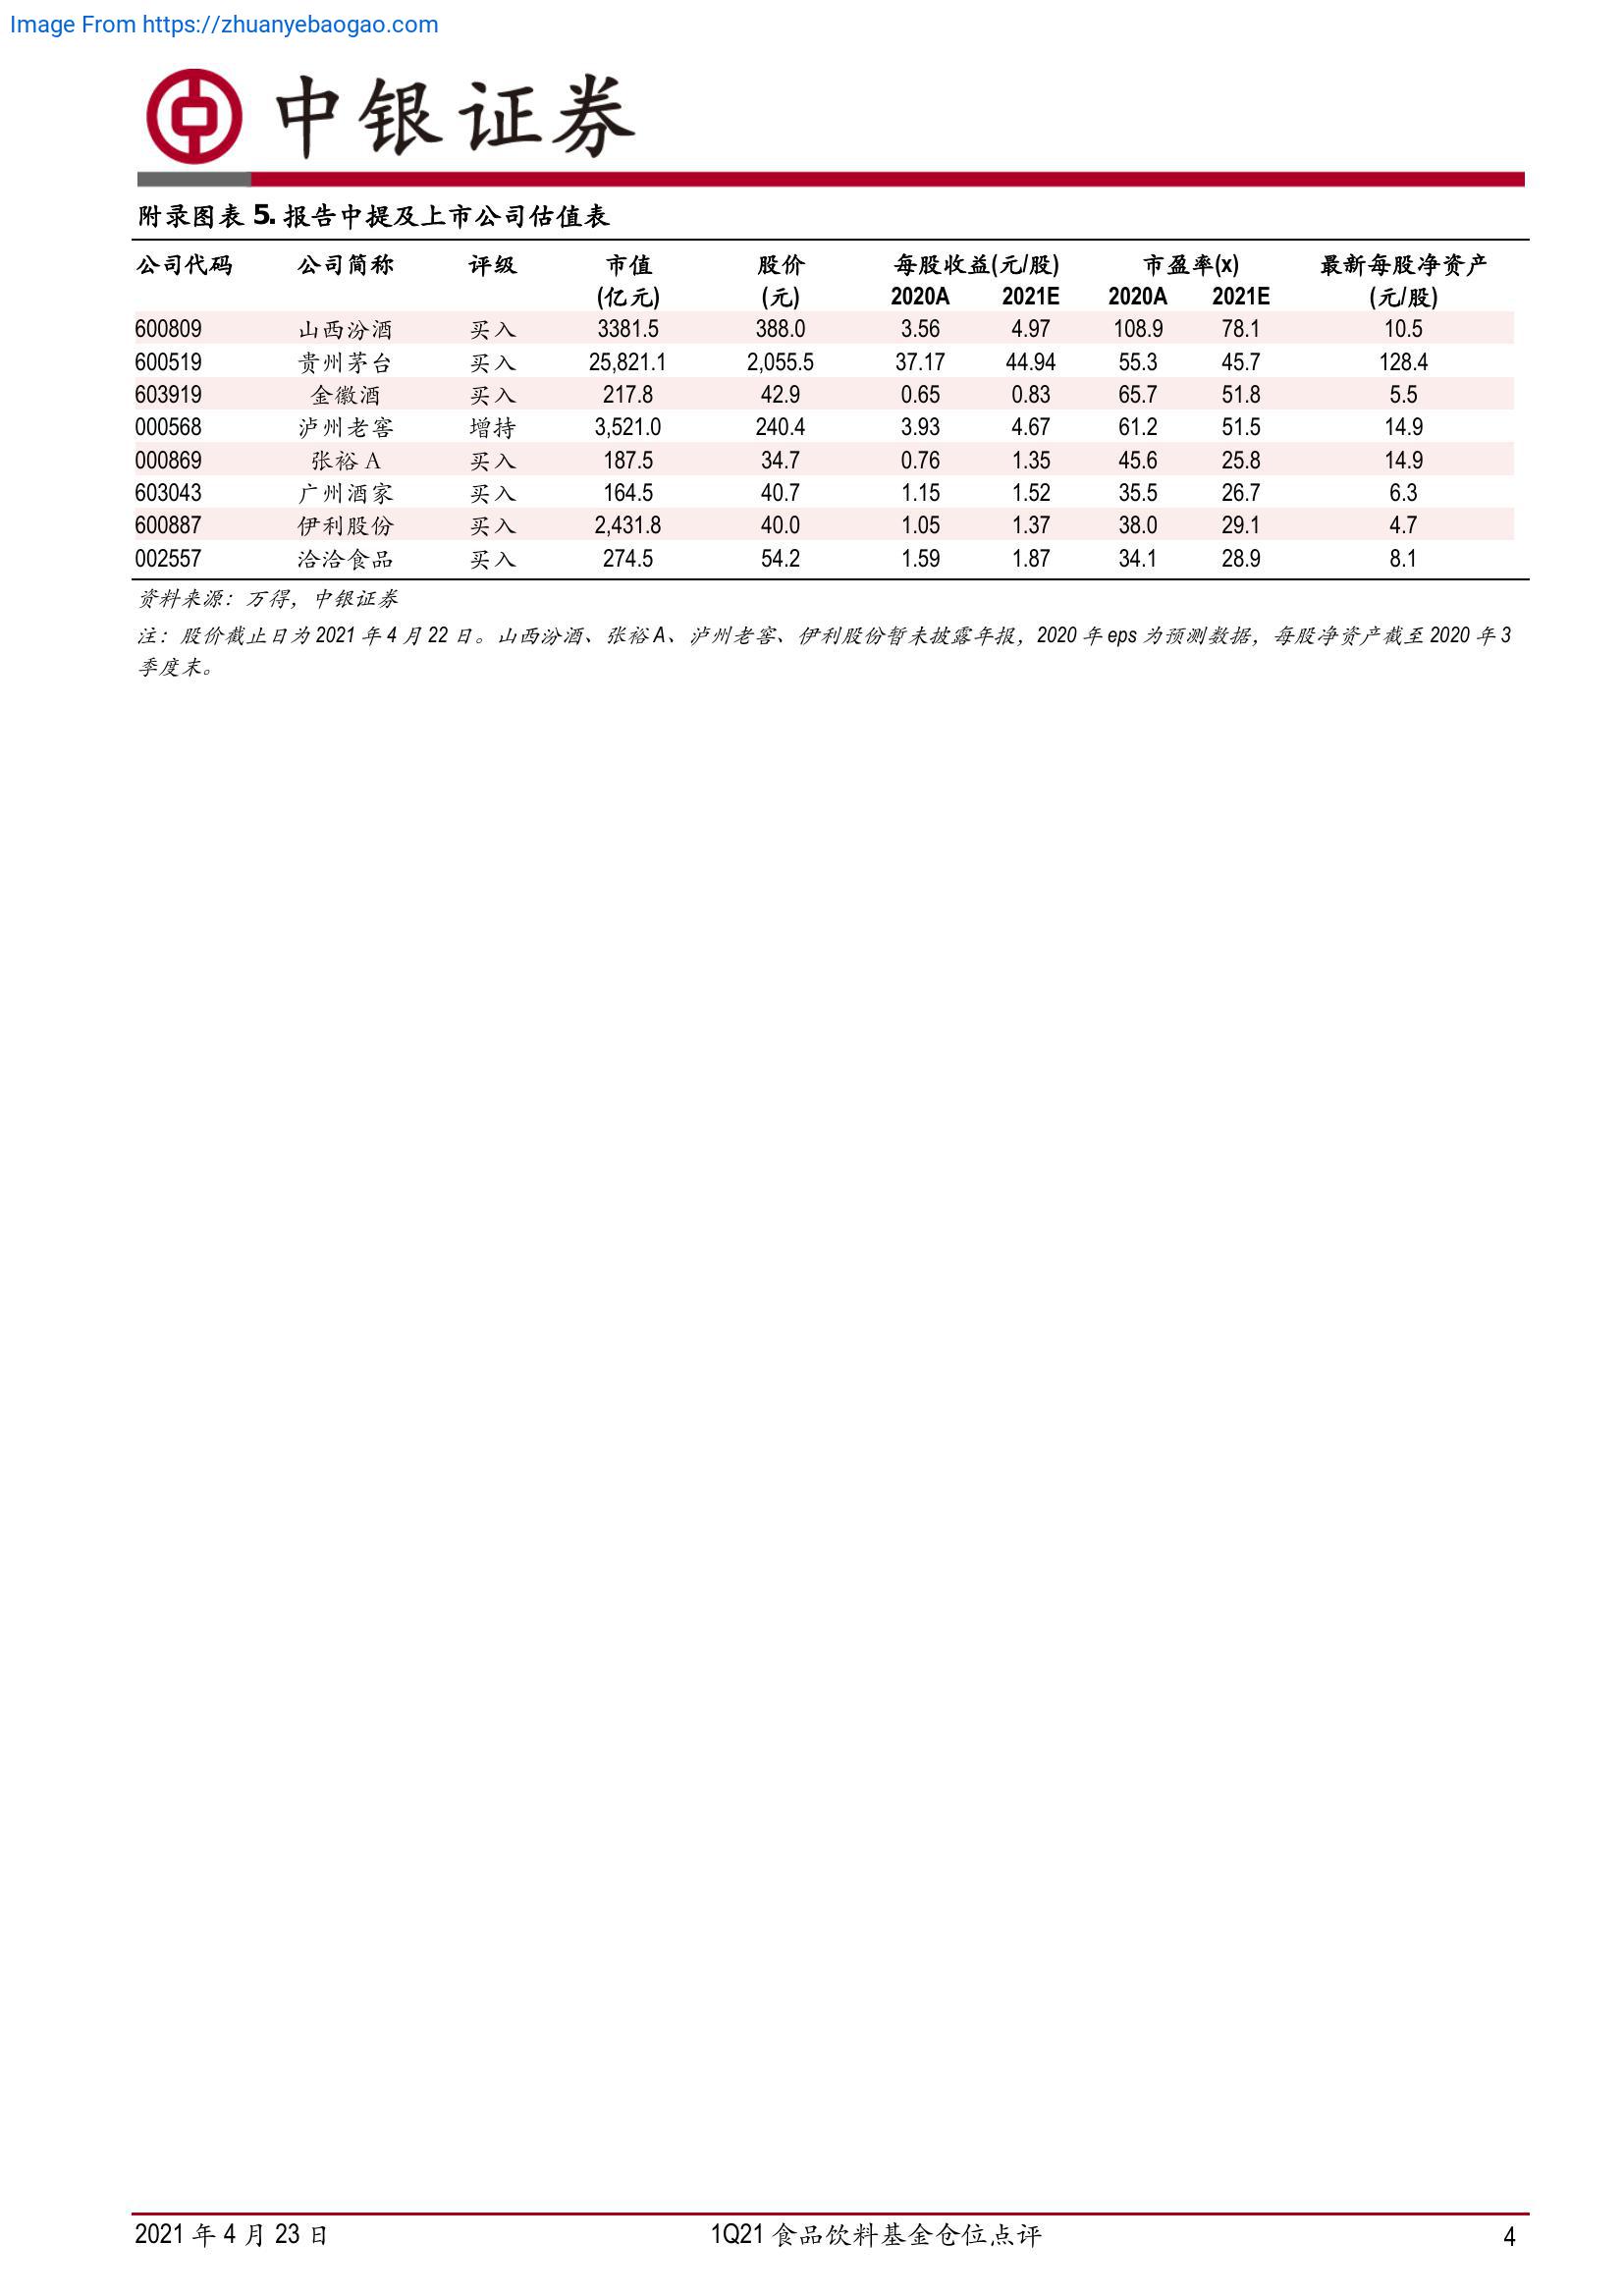 Image From https://zhuanyebaogao.com
中银证券
附录图表 5. 报告中提及上市公司估值表
公司代码 公司简称 评级 市值 股价 每股收益(元/股) 市盈率(x) 最新每股净资产
(亿元) (元) 2020A 2021E 2020A 2021E (元/股)
600809 山西汾酒 买入 3381.5 388.0 3.56 4.97 108.9 78.1 10.5
600519 贵州茅台 买入 25,821.1 2,055.5 37.17 44.94 55.3 45.7 128.4
603919 金徽酒 买入 217.8 42.9 0.65 0.83 65.7 51.8 5.5
000568 泸州老窖 增持 3,521.0 240.4 3.93 4.67 61.2 51.5 14.9
000869 张裕 A 买入 187.5 34.7 0.76 1.35 45.6 25.8 14.9
603043 广州酒家 买入 164.5 40.7 1.15 1.52 35.5 26.7 6.3
600887 伊利股份 买入 2,431.8 40.0 1.05 1.37 38.0 29.1 4.7
002557 洽洽食品 买入 274.5 54.2 1.59 1.87 34.1 28.9 8.1
资料来源：万得，中银证券
注：股价截止日为 2021 年 4 月 22 日。山西汾酒、张裕 A、泸州老窖、伊利股份暂未披露年报，2020 年 eps 为预测数据，每股净资产截至 2020 年 3
季度末。
2021 年 4 月 23 日 1Q21 食品饮料基金仓位点评 4